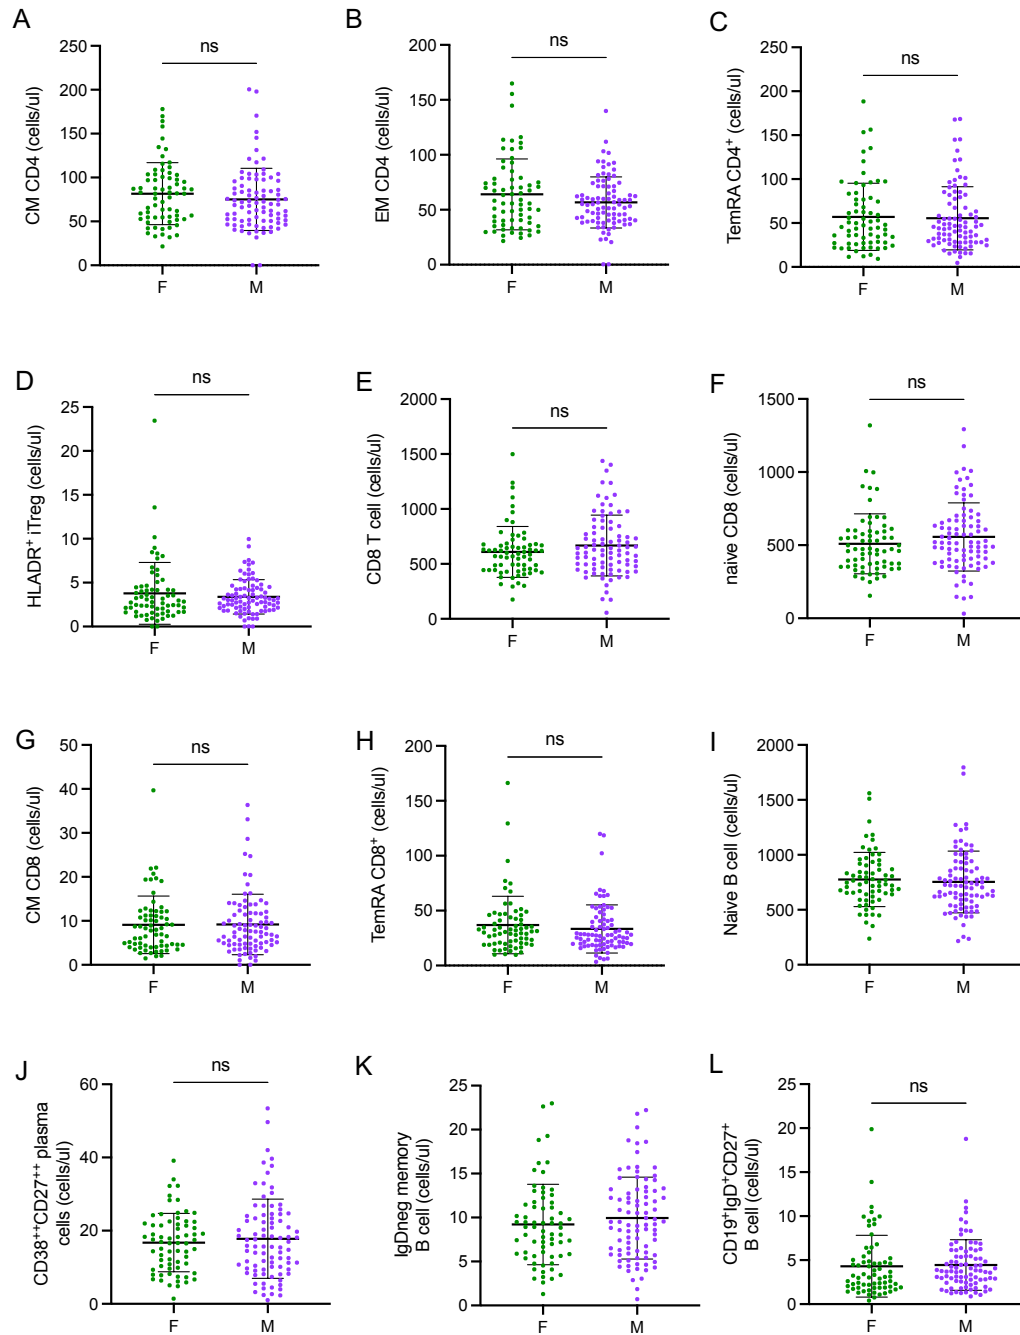 A
CM CD4 (cells/ul)
250
200
150
100
50
0
ns
F M
B
EM CD4 (cells/ul)
200
150
100
50
0
ns
F M
C
TemRA CD4⁺ (cells/ul)
250
200
150
100
50
0
ns
F M
D
HLADR⁺ iTreg (cells/ul)
25
20
15
10
5
0
ns
F M
E
CD8 T cell (cells/ul)
2000
1500
1000
500
0
ns
F M
F
naive CD8 (cells/ul)
1500
1000
500
0
ns
F M
G
CM CD8 (cells/ul)
50
40
30
20
10
0
ns
F M
H
TemRA CD8⁺ (cells/ul)
200
150
100
50
0
ns
F M
I
Naive B cell (cells/ul)
2000
1500
1000
500
0
F M
J
CD38⁺⁺CD27⁺⁺ plasma
cells (cells/ul)
60
40
20
0
ns
F M
K
IgDneg memory
B cell (cells/ul)
25
20
15
10
5
0
F M
L
CD19⁺IgD⁺CD27⁺
B cell (cells/ul)
25
20
15
10
5
0
ns
F M